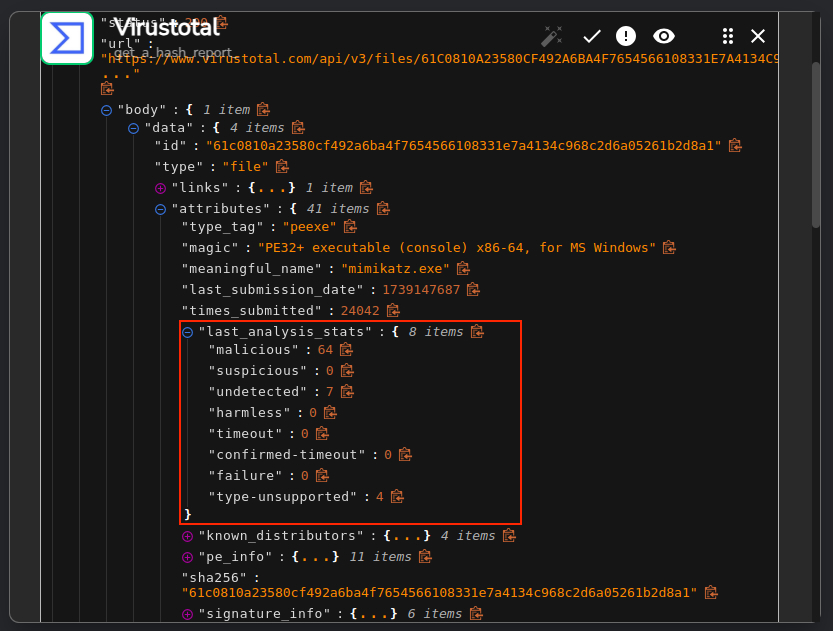 "status" : 200
Virustotal
"url" :
get_a_hash_report_
"https://www.virustotal.com/api/v3/files/61C0810A23580CF492A6BA4F7654566108331E7A4134C9
..."
"body" : { 1 item
"data" : { 4 items
"id" : "61c0810a23580cf492a6ba4f7654566108331e7a4134c968c2d6a05261b2d8a1"
"type" : "file"
"links" : {...} 1 item
"attributes" : { 41 items
"type_tag" : "peexe"
"magic" : "PE32+ executable (console) x86-64, for MS Windows"
"meaningful_name" : "mimikatz.exe"
"last_submission_date" : 1739147687
"times_submitted" : 24042
"last_analysis_stats" : { 8 items
"malicious" : 64
"suspicious" : 0
"undetected" : 7
"harmless" : 0
"timeout" : 0
"confirmed-timeout" : 0
"failure" : 0
"type-unsupported" : 4
}
"known_distributors" : {...} 4 items
"pe_info" : {...} 11 items
"sha256" :
"61c0810a23580cf492a6ba4f7654566108331e7a4134c968c2d6a05261b2d8a1"
"signature_info" : {...} 6 items